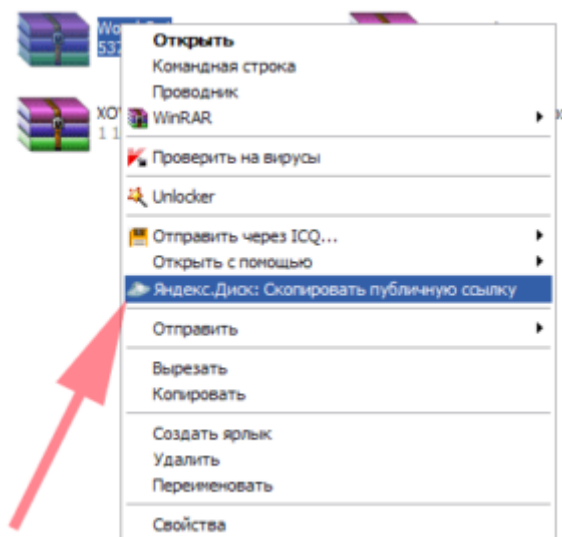 Открыть
Командная строка
Проводник
WinRAR
Проверить на вирусы
Unlocker
Отправить через ICQ...
Открыть с помощью
Яндекс.Диск: Скопировать публичную ссылку
Отправить
Вырезать
Копировать
Создать ярлык
Удалить
Переименовать
Свойства